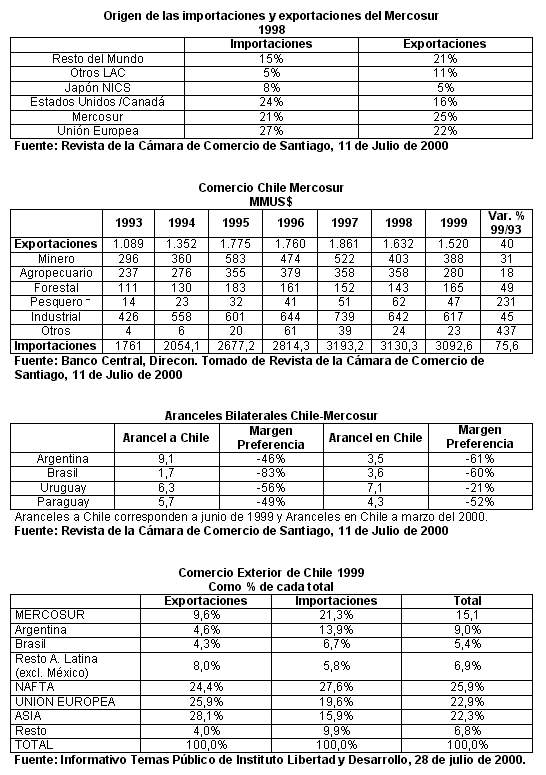 Origen de las importaciones y exportaciones del Mercosur
1998
Importaciones Exportaciones
Resto del Mundo 15% 21%
Otros LAC 5% 11%
Japón NICS 8% 5%
Estados Unidos /Canadá 24% 16%
Mercosur 21% 25%
Unión Europea 27% 22%
Fuente: Revista de la Cámara de Comercio de Santiago, 11 de Julio de 2000
Comercio Chile Mercosur
MMUS$
1993 1994 1995 1996 1997 1998 1999 Var. % 99/93
Exportaciones 1.089 1.352 1.775 1.760 1.861 1.632 1.520 40
Minero 296 360 583 474 522 403 388 31
Agropecuario 237 276 355 379 358 358 280 18
Forestal 111 130 183 161 152 143 165 49
Pesquero – 14 23 32 41 51 62 47 231
Industrial 426 558 601 644 739 642 617 45
Otros 4 6 20 61 39 24 23 437
Importaciones 1761 2054,1 2677,2 2814,3 3193,2 3130,3 3092,6 75,6
Fuente: Banco Central, Direcon. Tomado de Revista de la Cámara de Comercio de
Santiago, 11 de Julio de 2000
Aranceles Bilaterales Chile-Mercosur
Arancel a Chile Margen Preferencia Arancel en Chile Margen Preferencia
Argentina 9,1 -46% 3,5 -61%
Brasil 1,7 -83% 3,6 -60%
Uruguay 6,3 -56% 7,1 -21%
Paraguay 5,7 -49% 4,3 -52%
Aranceles a Chile corresponden a junio de 1999 y Aranceles en Chile a marzo del 2000.
Fuente: Revista de la Cámara de Comercio de Santiago, 11 de Julio de 2000
Comercio Exterior de Chile 1999
Como % de cada total
Exportaciones Importaciones Total
MERCOSUR 9,6% 21,3% 15,1
Argentina 4,6% 13,9% 9,0%
Brasil 4,3% 6,7% 5,4%
Resto A. Latina
(excl. México) 8,0% 5,8% 6,9%
NAFTA 24,4% 27,6% 25,9%
UNION EUROPEA 25,9% 19,6% 22,9%
ASIA 28,1% 15,9% 22,3%
Resto 4,0% 9,9% 6,8%
TOTAL 100,0% 100,0% 100,0%
Fuente: Informativo Temas Público de Instituto Libertad y Desarrollo, 28 de julio de 2000.